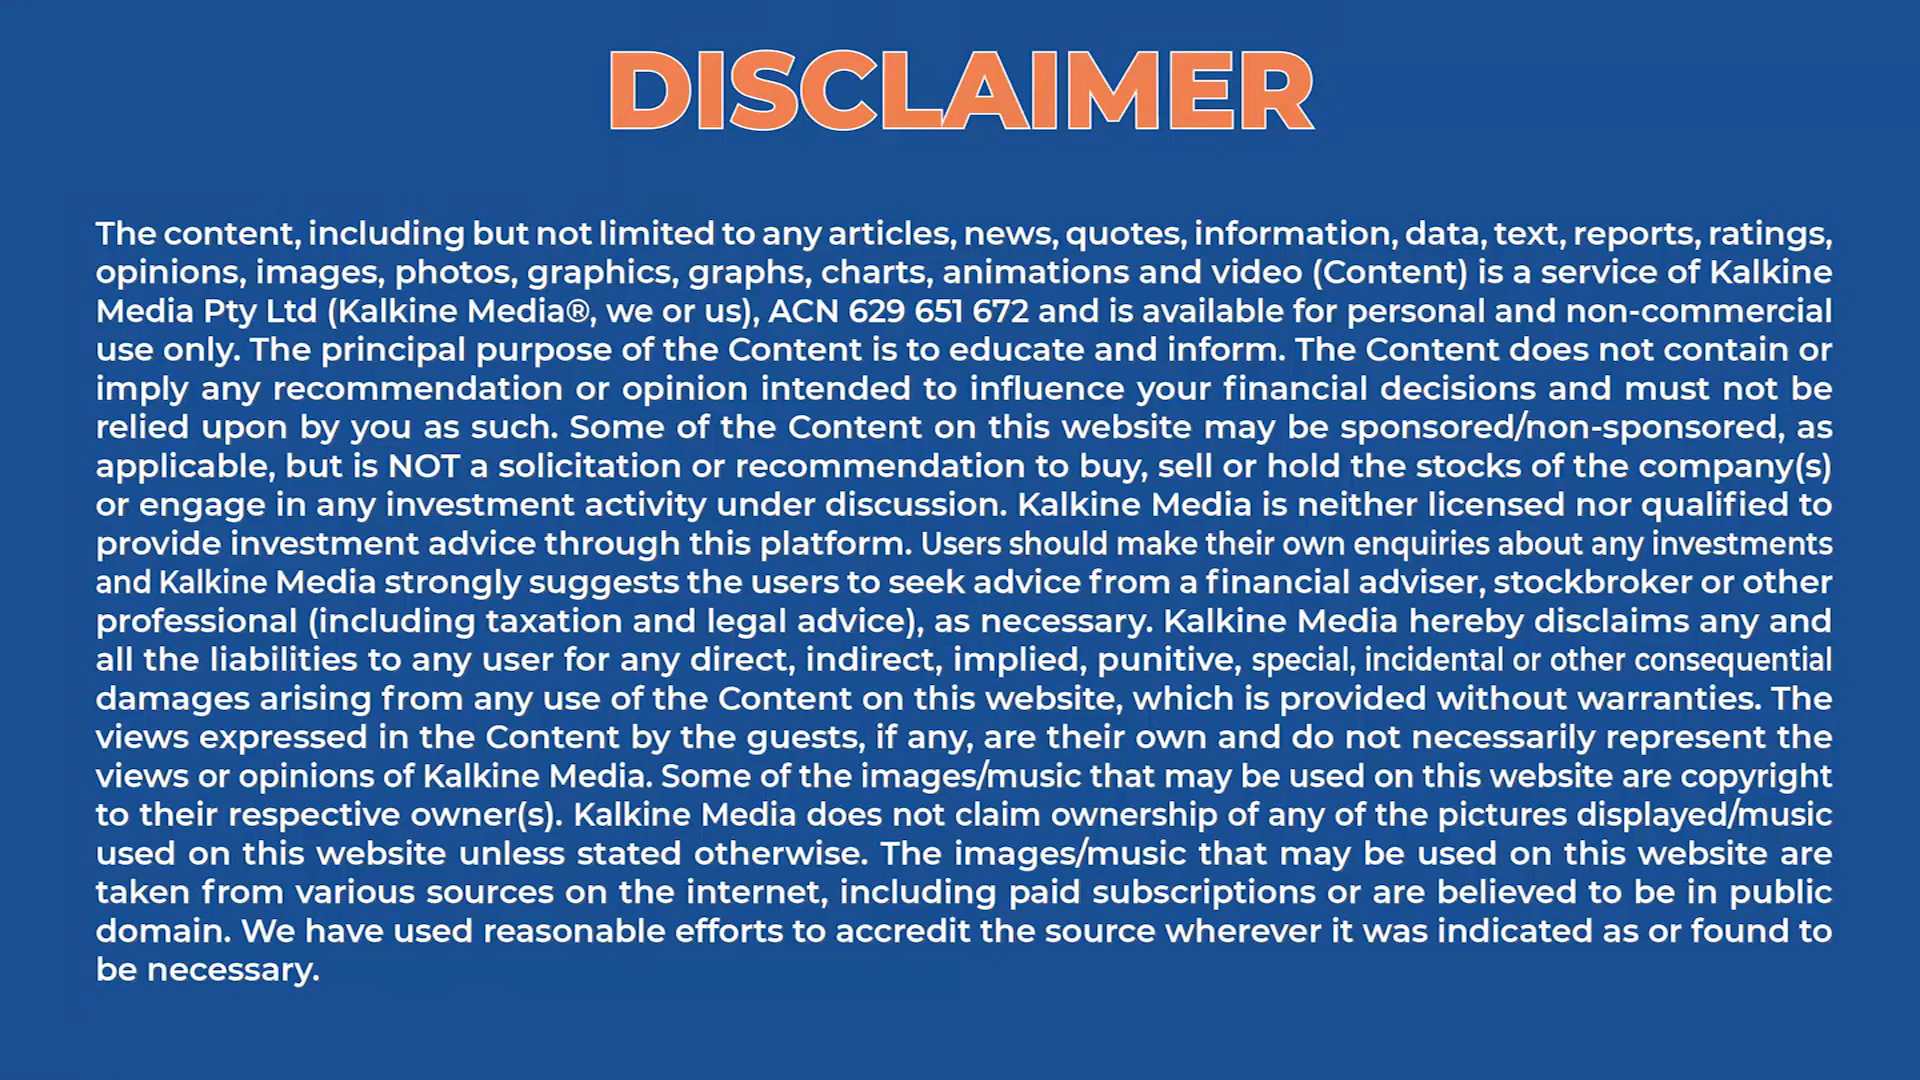 DISCLAIMER
The content, including but not limited to any articles, news, quotes, information, data, text, reports, ratings,
opinions, images, photos, graphics, graphs, charts, animations and video (Content) is a service of Kalkine
Media Pty Ltd (Kalkine Media®, we or us), ACN 629 651 672 and is available for personal and non-commercial
use only. The principal purpose of the Content is to educate and inform. The Content does not contain or
imply any recommendation or opinion intended to influence your financial decisions and must not be
relied upon by you as such. Some of the Content on this website may be sponsored/non-sponsored, as
applicable, but is NOT a solicitation or recommendation to buy, sell or hold the stocks of the company(s)
or engage in any investment activity under discussion. Kalkine Media is neither licensed nor qualified to
provide investment advice through this platform. Users should make their own enquiries about any investments
and Kalkine Media strongly suggests the users to seek advice from a financial adviser, stockbroker or other
professional (including taxation and legal advice), as necessary. Kalkine Media hereby disclaims any and
all the liabilities to any user for any direct, indirect, implied, punitive, special, incidental or other consequential
damages arising from any use of the Content on this website, which is provided without warranties. The
views expressed in the Content by the guests, if any, are their own and do not necessarily represent the
views or opinions of Kalkine Media. Some of the images/music that may be used on this website are copyright
to their respective owner(s). Kalkine Media does not claim ownership of any of the pictures displayed/music
used on this website unless stated otherwise. The images/music that may be used on this website are
taken from various sources on the internet, including paid subscriptions or are believed to be in public
domain. We have used reasonable efforts to accredit the source wherever it was indicated as or found to
be necessary.